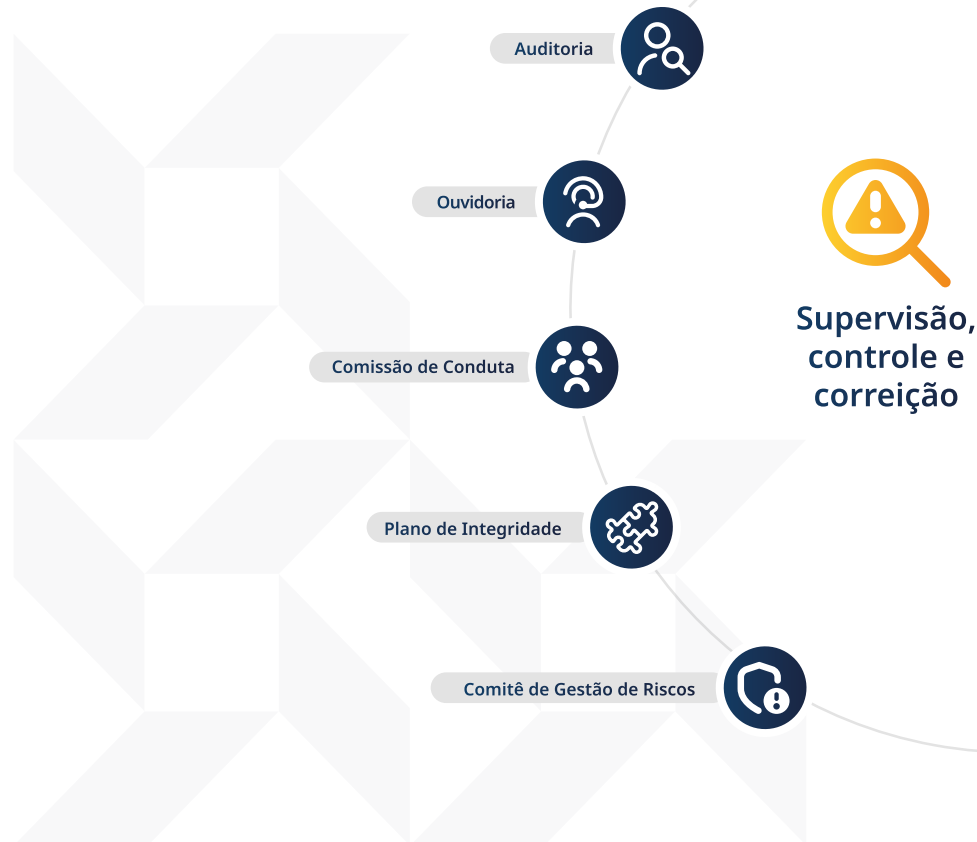 Auditoria
Ouvidoria
Comissão de Conduta
Plano de Integridade
Comitê de Gestão de Riscos
Supervisão,
controle e
correição